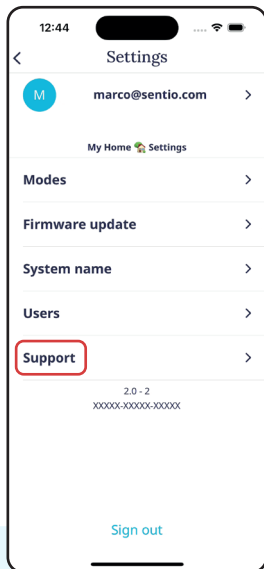 12:44
Settings
M
marco@sentio.com
My Home 🏡 Settings
Modes
Firmware update
System name
Users
Support
2.0 - 2
XXXXX-XXXXX-XXXXX
Sign out